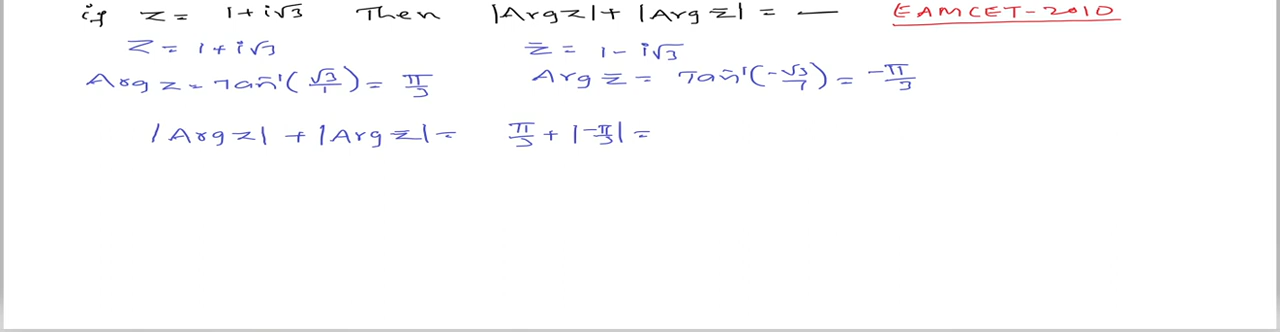 if z = 1 + i√3 Then |Arg z| + |Arg z̄| = — EAMCET-2010
z = 1 + i√3 z̄ = 1 - i√3
Arg z = Tan⁻¹(√3/1) = π/3 Arg z̄ = Tan⁻¹(-√3/1) = -π/3
|Arg z| + |Arg z̄| = π/3 + |-π/3| =